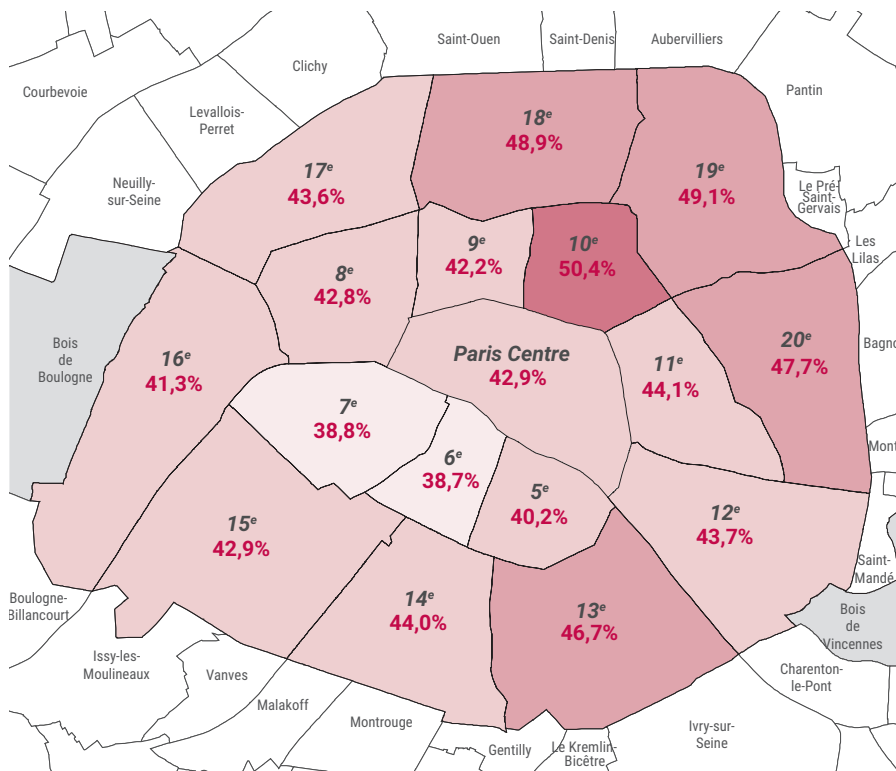 Saint-Ouen
Saint-Denis
Aubervilliers
Clichy
Courbevoie
Pantin
Levallois-
Perret
18e
48,9%
17e
43,6%
19e
49,1%
Neuilly-
sur-Seine
Le Pré-
Saint-
Gervais
9e
42,2%
10e
50,4%
Les
Lilas
8e
42,8%
Bois
de
Boulogne
16e
41,3%
Paris Centre
42,9%
11e
44,1%
20e
47,7%
Bagno
7e
38,8%
6e
38,7%
Mont
5e
40,2%
15e
42,9%
12e
43,7%
Saint-
Mandé
14e
44,0%
13e
46,7%
Boulogne-
Billancourt
Bois
de
Vincennes
Issy-les-
Moulineaux
Vanves
Charenton-
le-Pont
Malakoff
Montrouge
Gentilly
Le Kremlin-
Bicêtre
Ivry-sur-
Seine